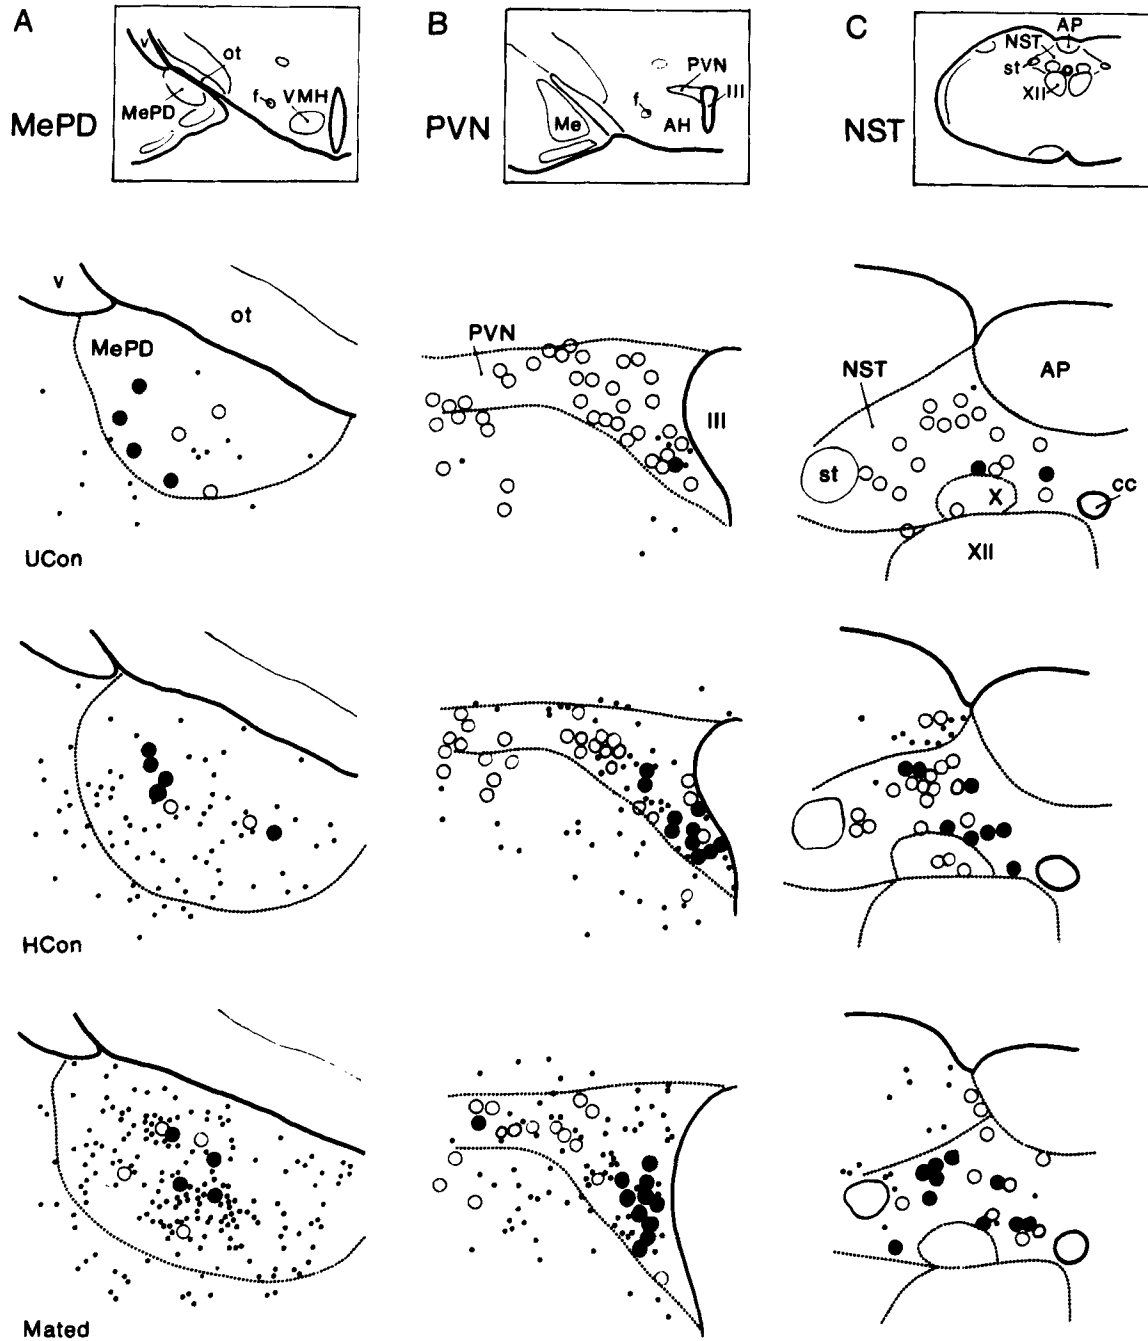 A
v
ot
MePD
f
VMH
MePD
B
PVN
III
f
Me
AH
PVN
C
AP
NST
st
XII
NST
v
ot
MePD
UCon
PVN
III
NST
AP
st
X
cc
XII
HCon
Mated